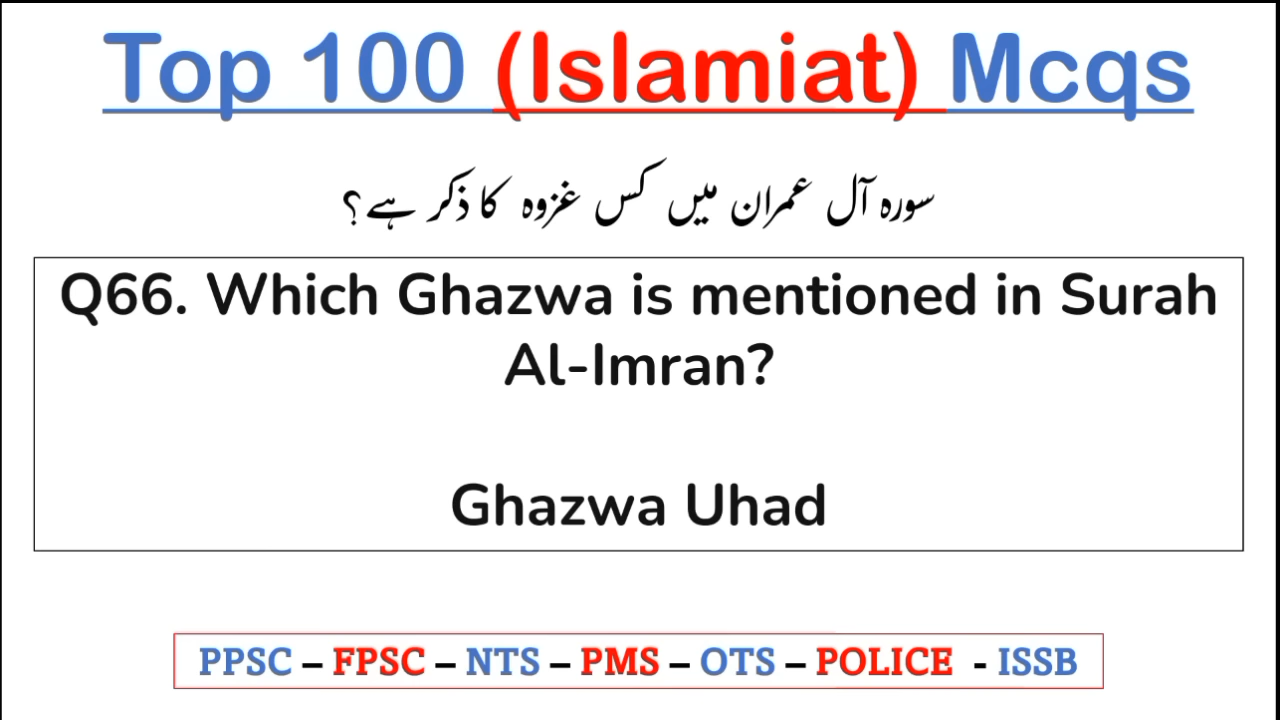 Top 100 (Islamiat) Mcqs
سورہ آل عمران میں کس غزوہ کا ذکر ہے؟
Q66. Which Ghazwa is mentioned in Surah
Al-Imran?
Ghazwa Uhad
PPSC – FPSC – NTS – PMS – OTS – POLICE - ISSB